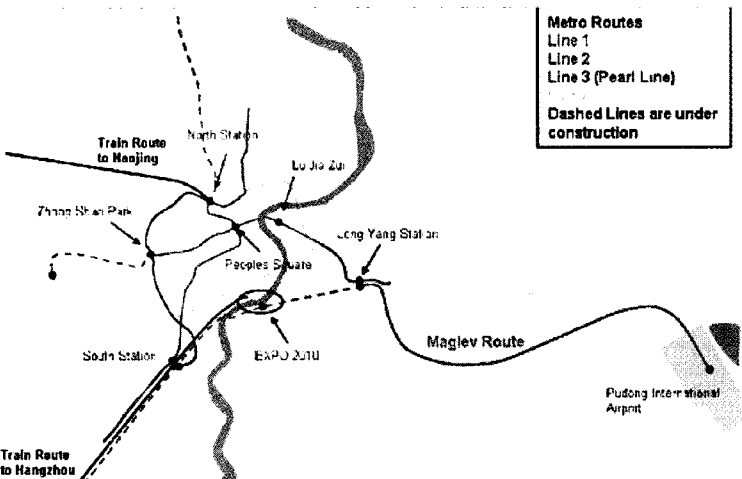 Metro Routes
Line 1
Line 2
Line 3 (Pearl Line)
Dashed Lines are under
construction
North Station
Train Route
to Nanjing
Lu Jia Zui
Zhong Shan Park
Long Yang Station
Peoples Square
South Station
EXPO 2010
Maglev Route
Pudong International
Airport
Train Route
to Hangzhou